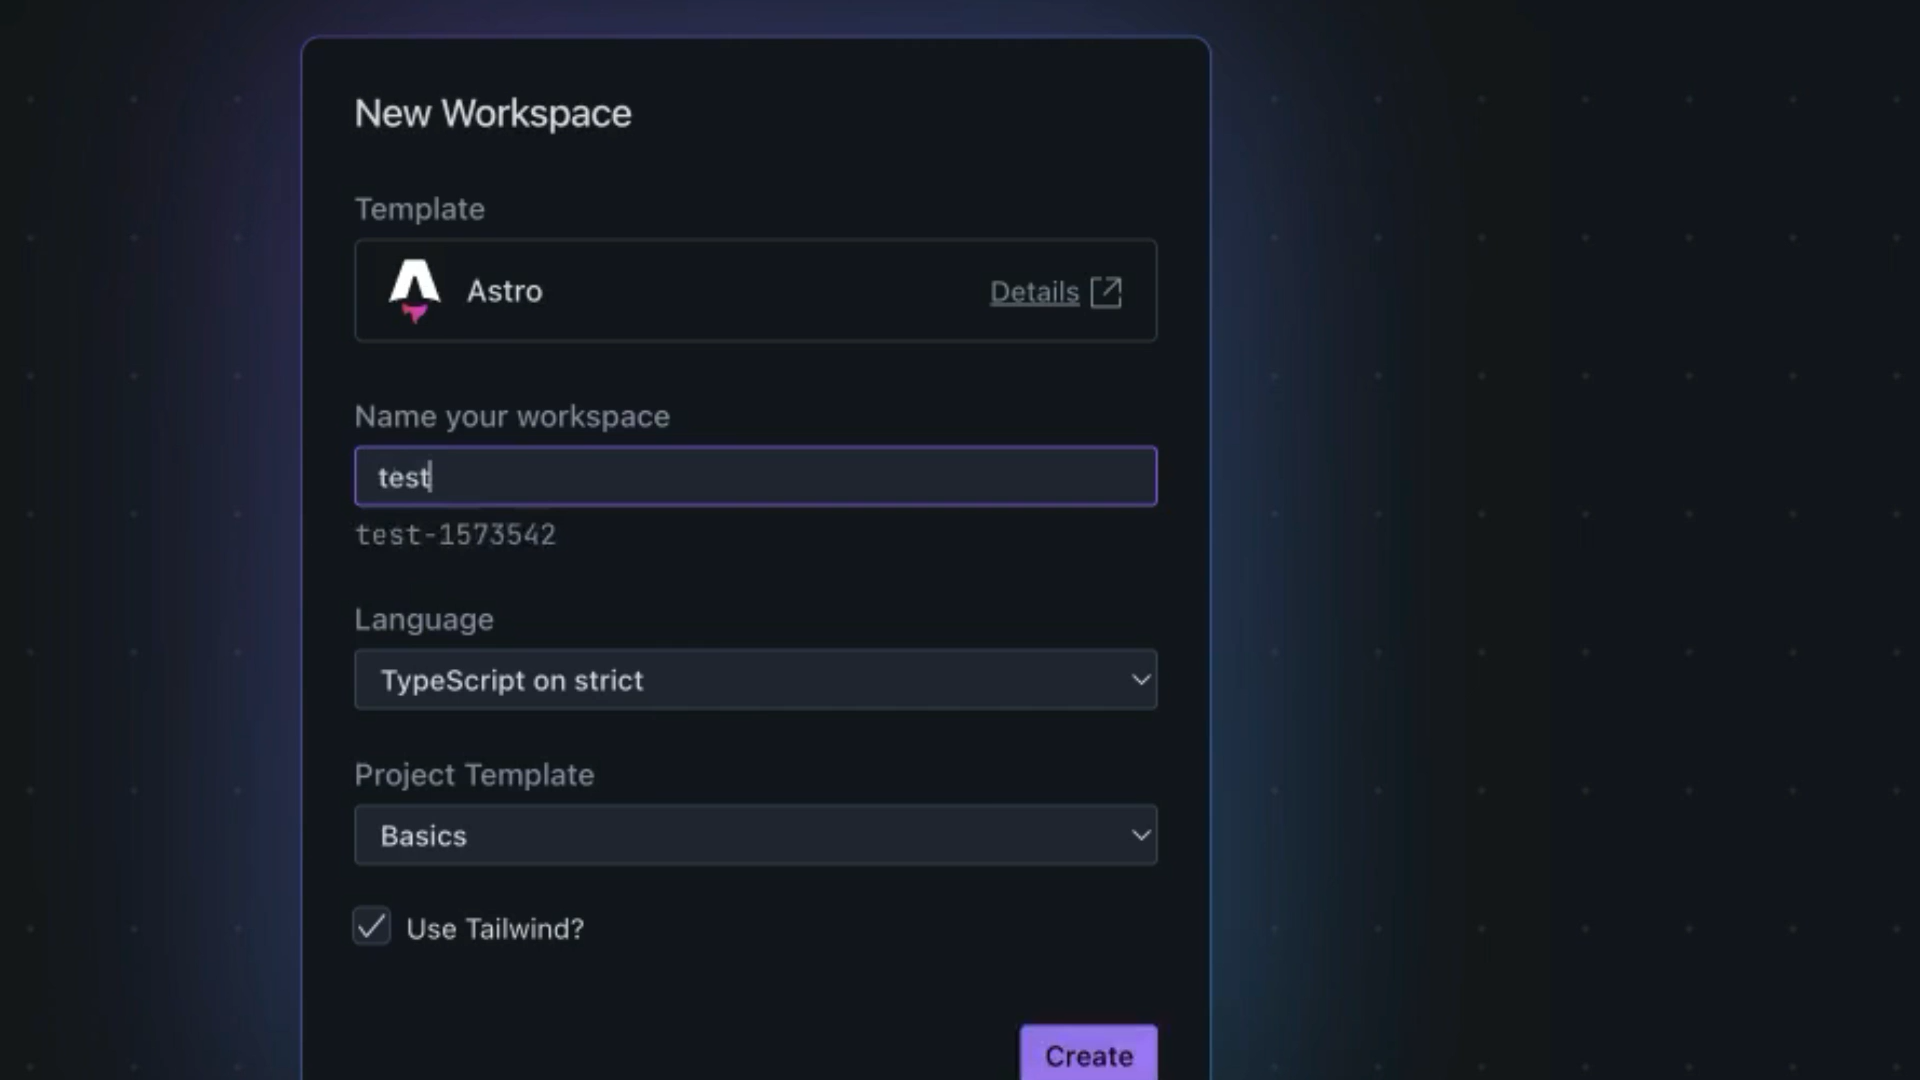 New Workspace
Template
Astro
Details
Name your workspace
test
test-1573542
Language
TypeScript on strict
Project Template
Basics
Use Tailwind?
Create